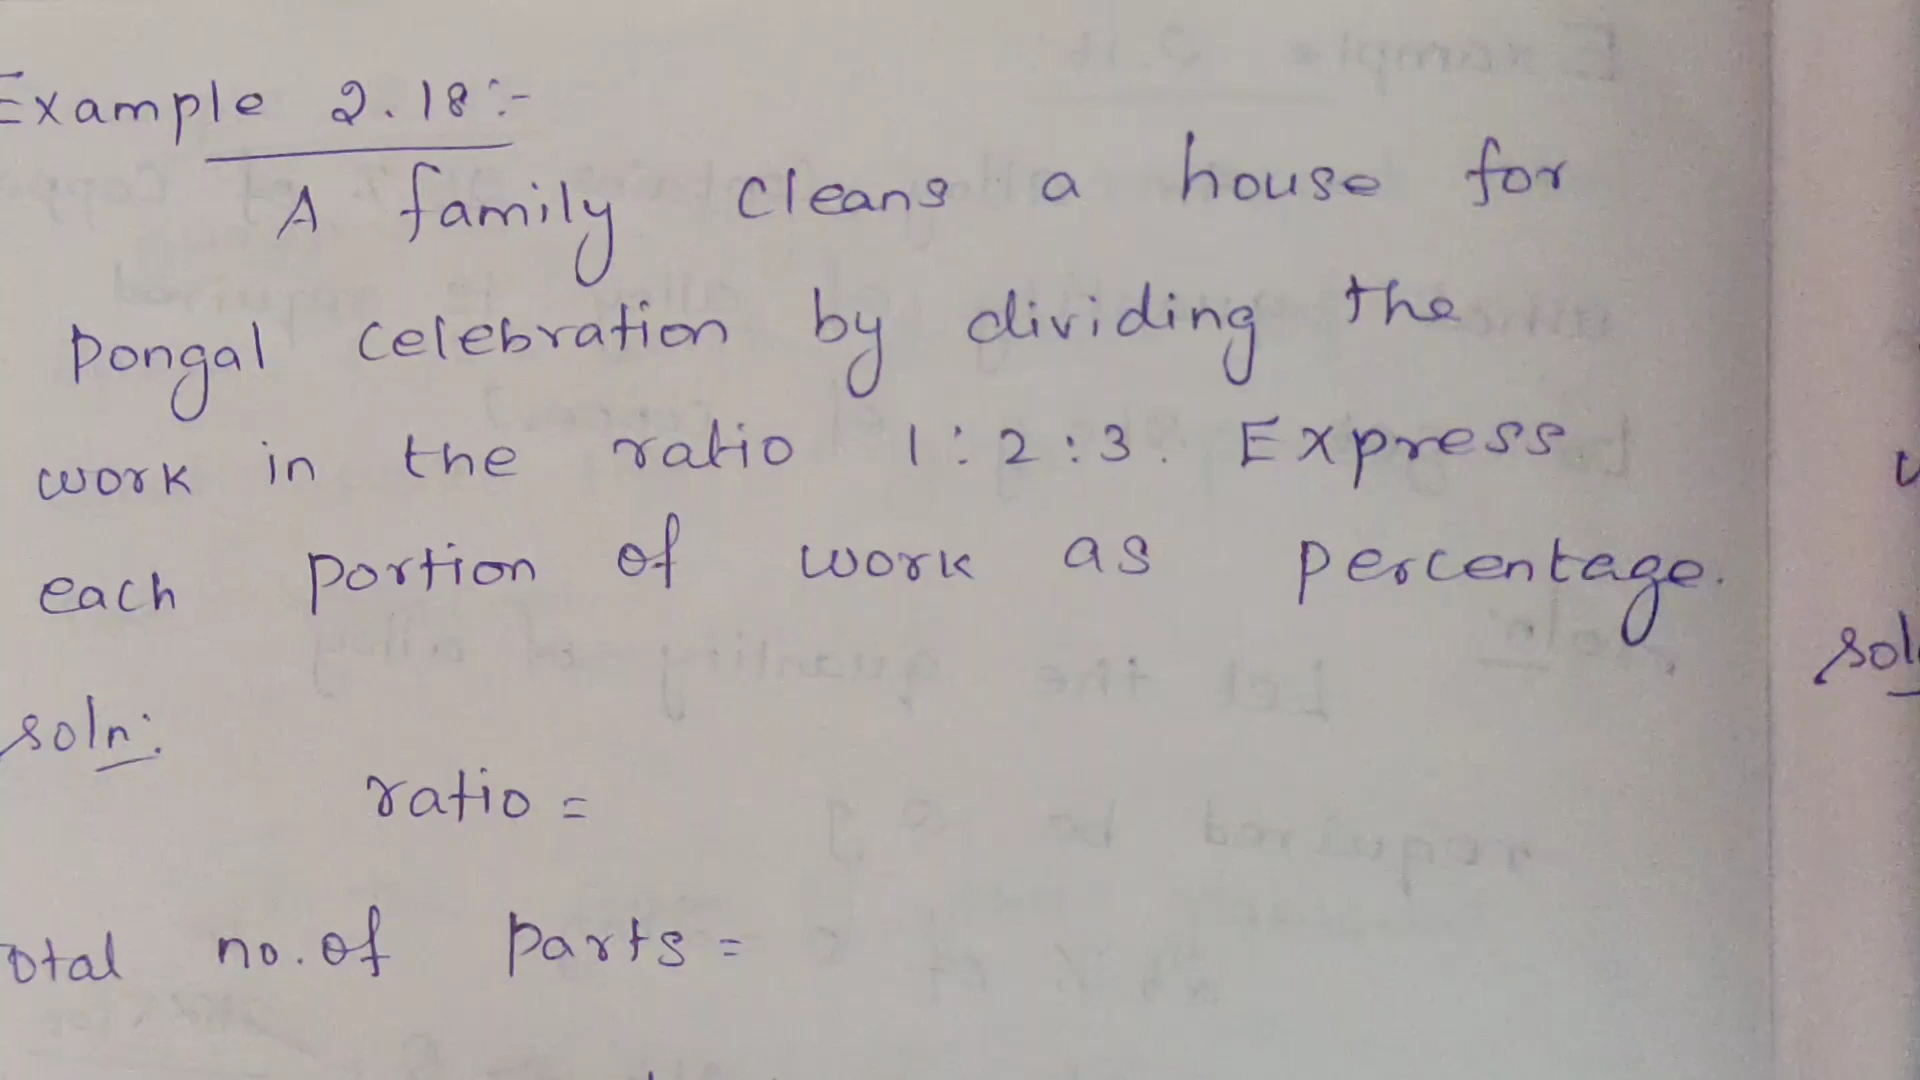 Example 2.18:-
A family cleans a house for
Pongal celebration by dividing the
work in the ratio 1:2:3. Express
each portion of work as percentage.
soln:
ratio =
total no. of parts =